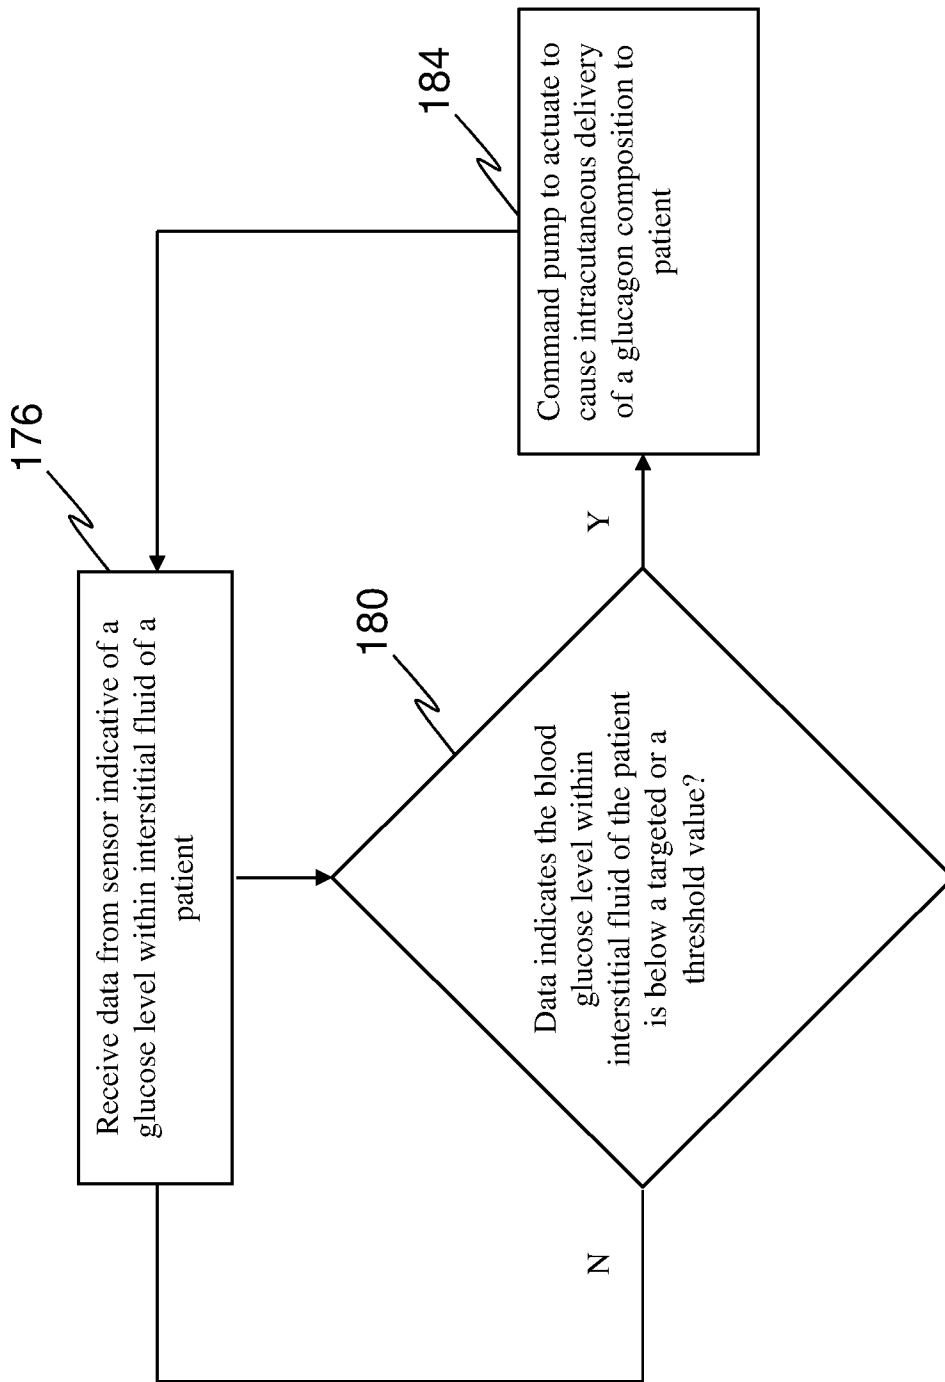 176
Receive data from sensor indicative of a
glucose level within interstitial fluid of a
patient
180
Data indicates the blood
glucose level within
interstitial fluid of the patient
is below a targeted or a
threshold value?
N
Y
184
Command pump to actuate to
cause intracutaneous delivery
of a glucagon composition to
patient